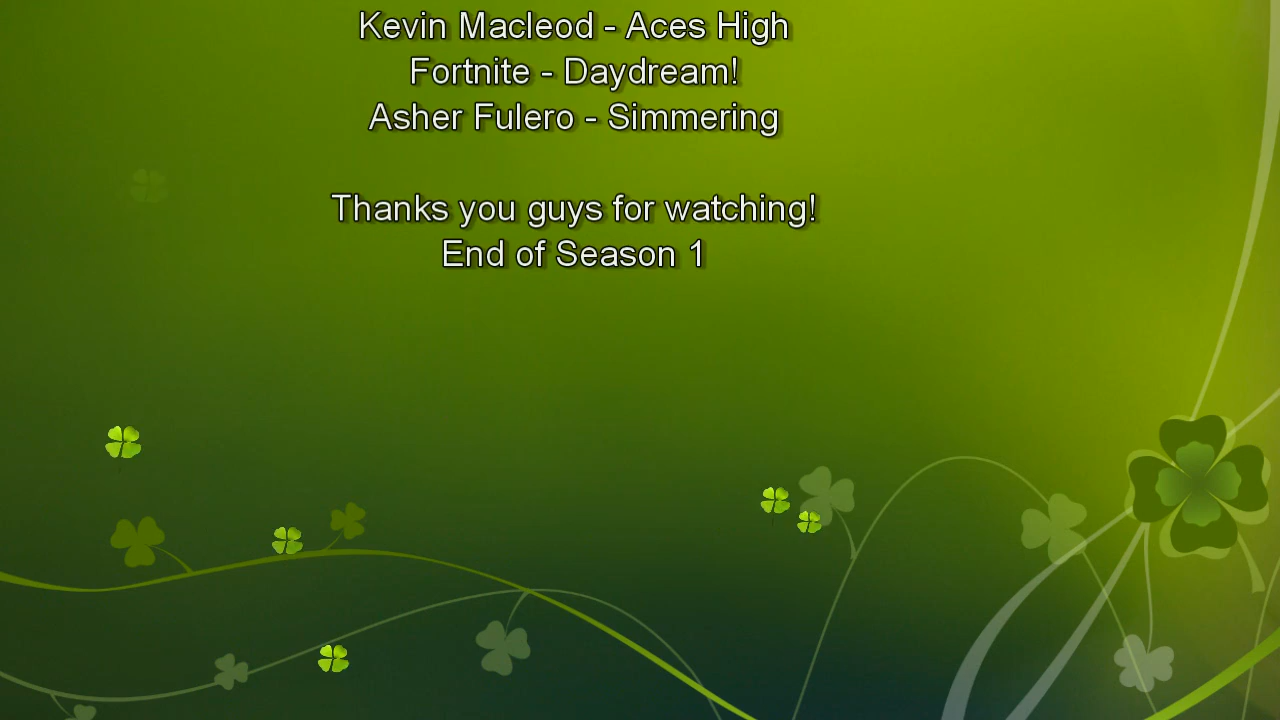 Kevin Macleod - Aces High
Fortnite - Daydream!
Asher Fulero - Simmering
Thanks you guys for watching!
End of Season 1